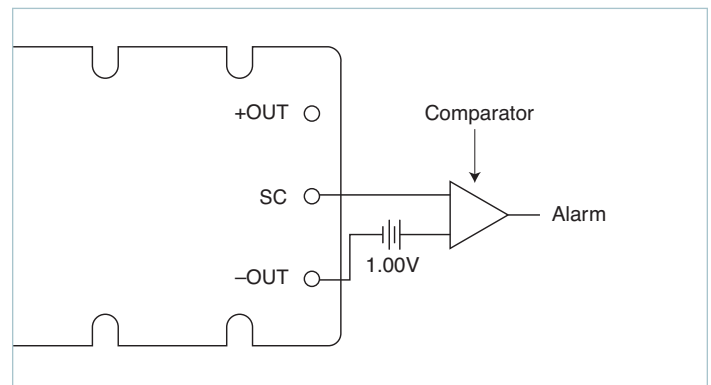 +OUT
Comparator
SC
Alarm
1.00V
–OUT